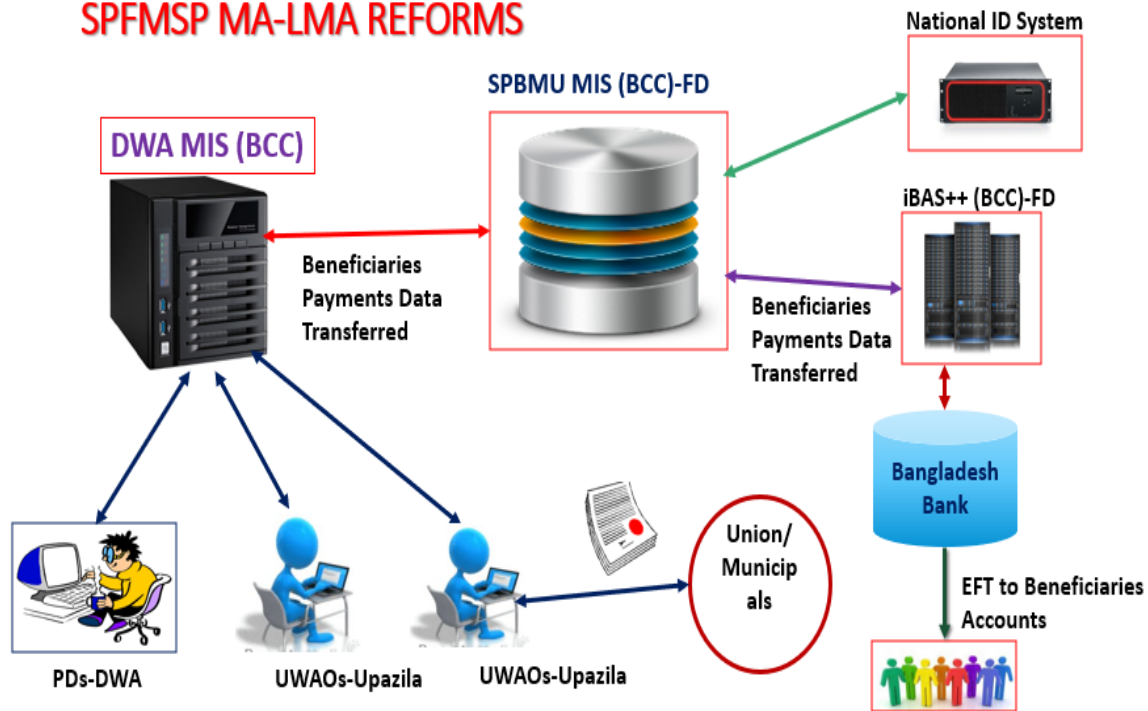 SPFMSP MA-LMA REFORMS
National ID System
SPBMU MIS (BCC)-FD
DWA MIS (BCC)
iBAS++ (BCC)-FD
Beneficiaries
Payments Data
Transferred
Beneficiaries
Payments Data
Transferred
Bangladesh
Bank
Union/
Municip
als
EFT to Beneficiaries
Accounts
PDs-DWA
UWAOs-Upazila
UWAOs-Upazila